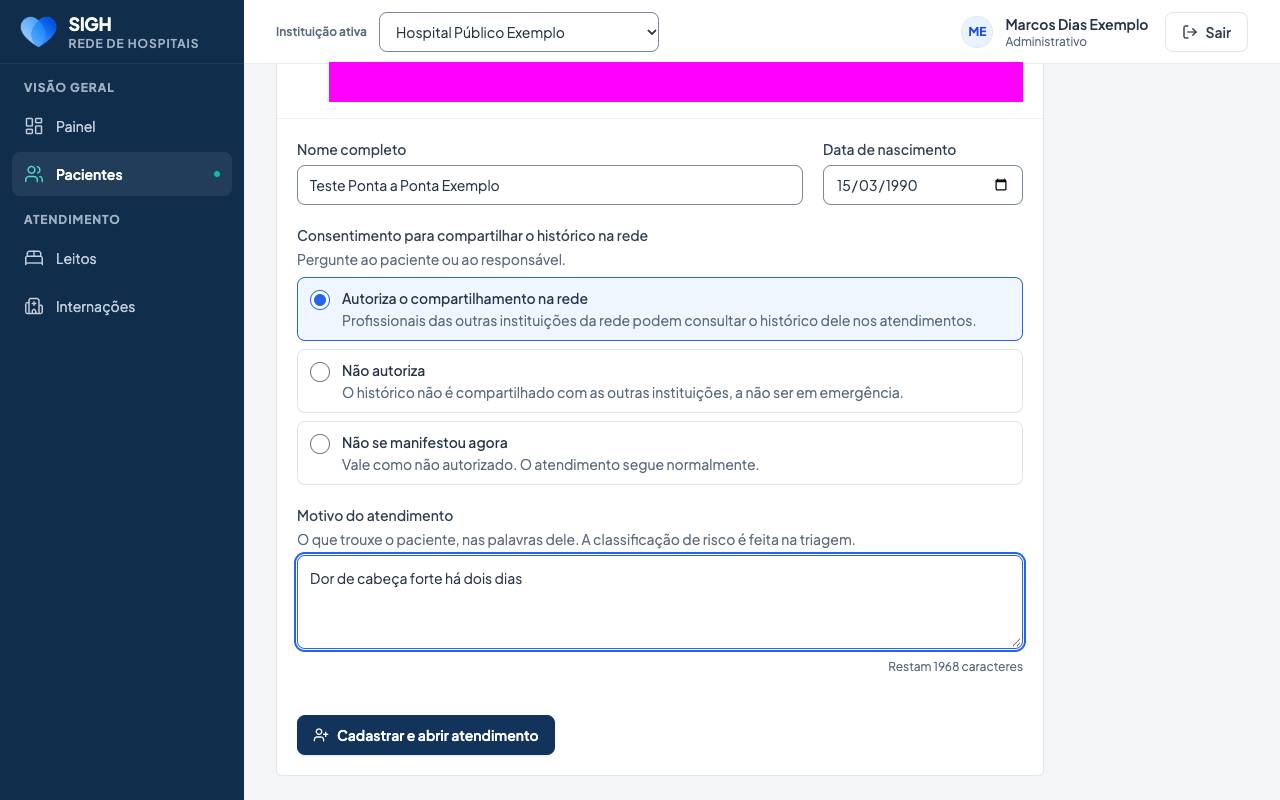 SIGH
REDE DE HOSPITAIS
Instituição ativa
Hospital Público Exemplo
ME
Marcos Dias Exemplo
Administrativo
Sair
VISÃO GERAL
Painel
Pacientes
ATENDIMENTO
Leitos
Internações
Nome completo
Data de nascimento
Teste Ponta a Ponta Exemplo
15/03/1990
Consentimento para compartilhar o histórico na rede
Pergunte ao paciente ou ao responsável.
Autoriza o compartilhamento na rede
Profissionais das outras instituições da rede podem consultar o histórico dele nos atendimentos.
Não autoriza
O histórico não é compartilhado com as outras instituições, a não ser em emergência.
Não se manifestou agora
Vale como não autorizado. O atendimento segue normalmente.
Motivo do atendimento
O que trouxe o paciente, nas palavras dele. A classificação de risco é feita na triagem.
Dor de cabeça forte há dois dias
Restam 1968 caracteres
Cadastrar e abrir atendimento